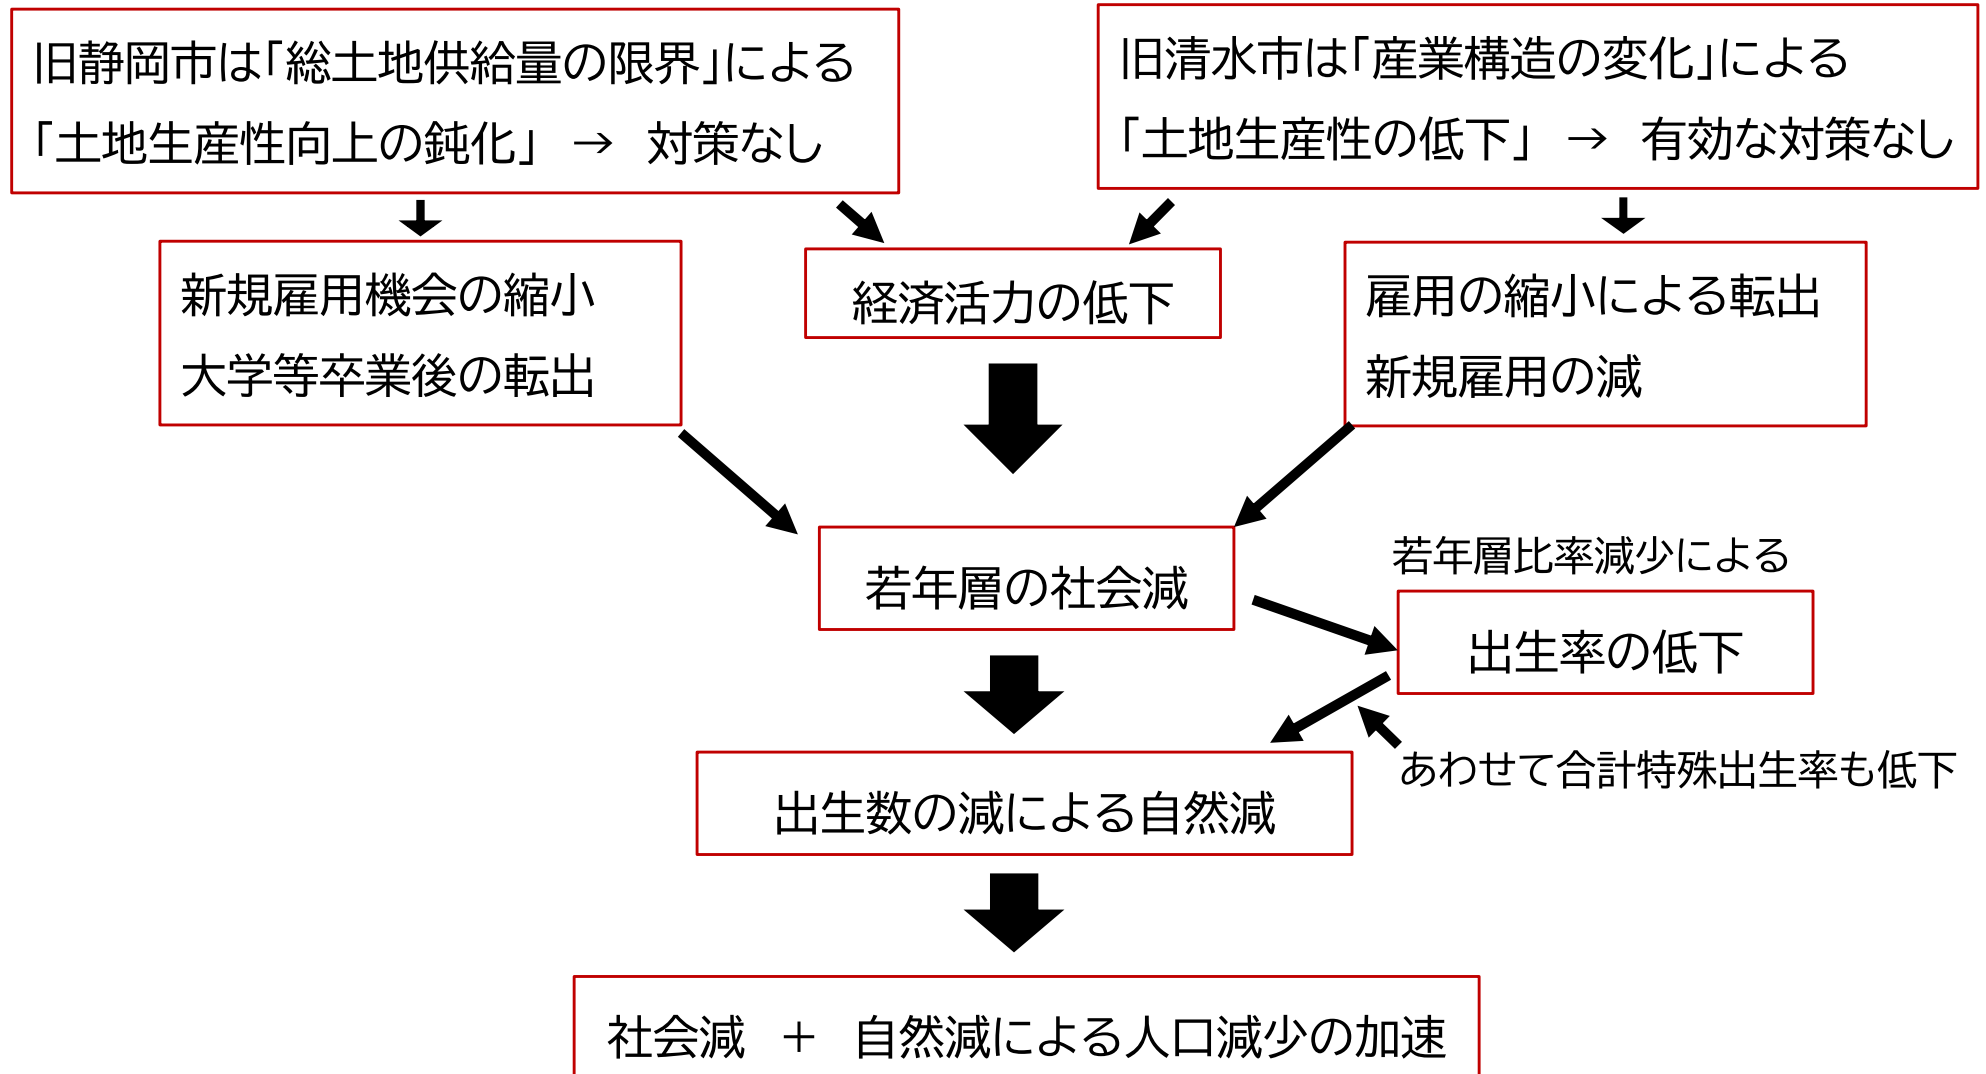 旧静岡市は「総土地供給量の限界」による
「土地生産性向上の鈍化」 → 対策なし
旧清水市は「産業構造の変化」による
「土地生産性の低下」 → 有効な対策なし
新規雇用機会の縮小
大学等卒業後の転出
経済活力の低下
雇用の縮小による転出
新規雇用の減
若年層の社会減
若年層比率減少による
出生率の低下
あわせて合計特殊出生率も低下
出生数の減による自然減
社会減 + 自然減による人口減少の加速